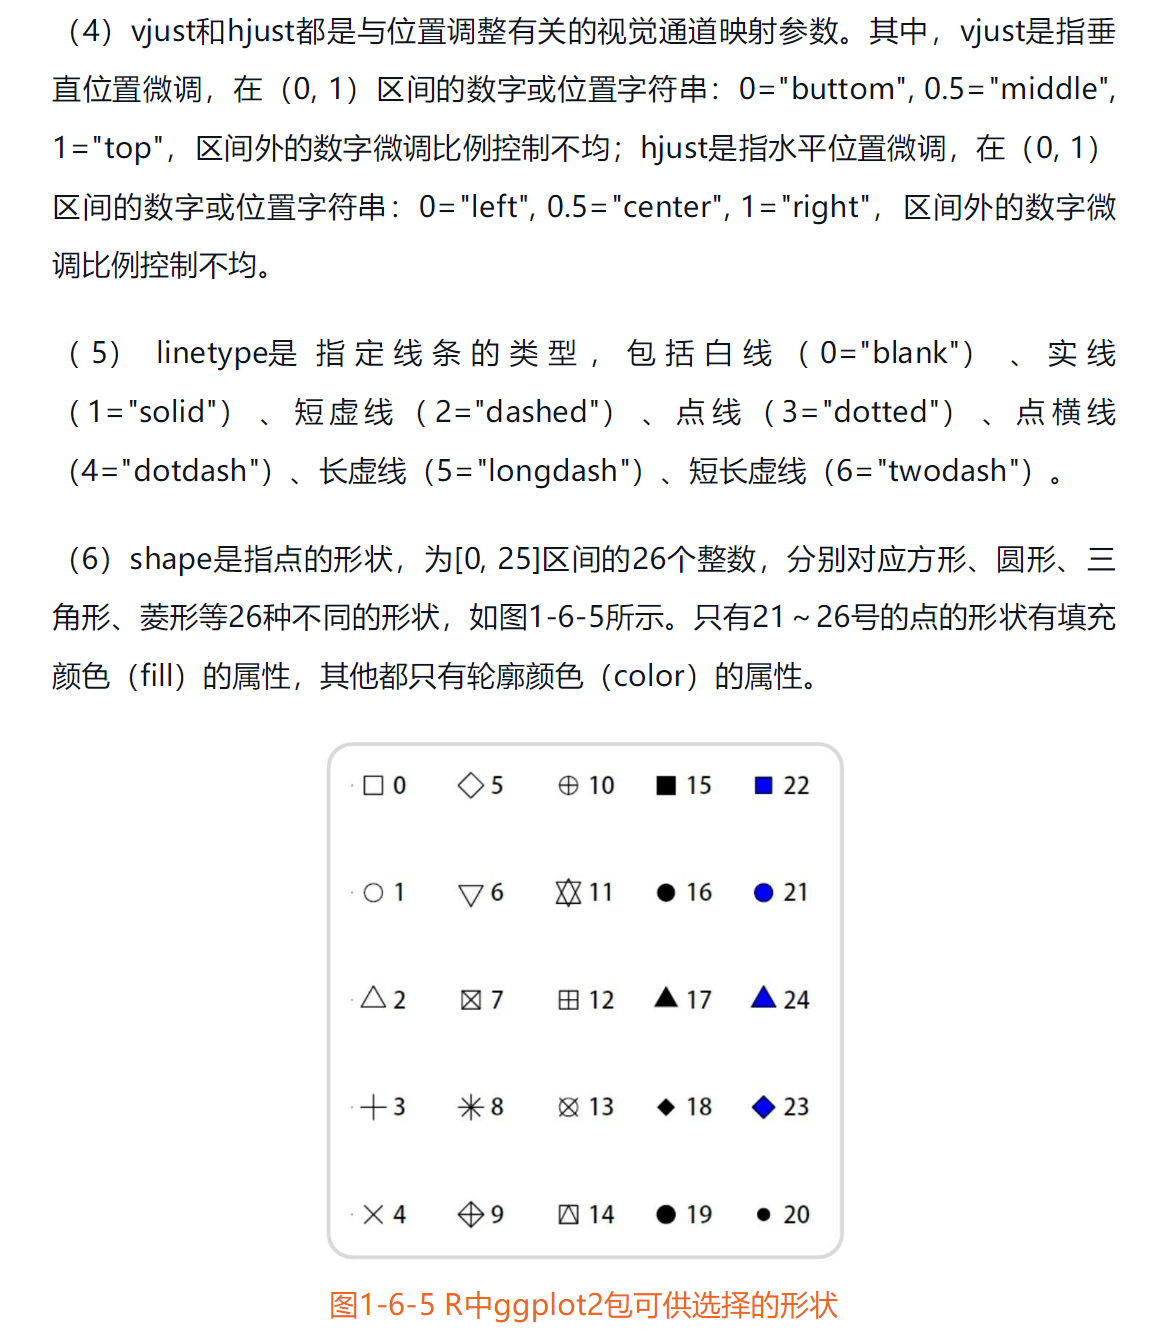 （4）vjust和hjust都是与位置调整有关的视觉通道映射参数。其中，vjust是指垂
直位置微调，在（0, 1）区间的数字或位置字符串：0="buttom", 0.5="middle",
1="top"，区间外的数字微调比例控制不均；hjust是指水平位置微调，在（0, 1）
区间的数字或位置字符串：0="left", 0.5="center", 1="right"，区间外的数字微
调比例控制不均。
（5） linetype是指定线条的类型，包括白线（0="blank"）、实线
（1="solid"）、短虚线（2="dashed"）、点线（3="dotted"）、点横线
（4="dotdash"）、长虚线（5="longdash"）、短长虚线（6="twodash"）。
（6）shape是指点的形状，为[0, 25]区间的26个整数，分别对应方形、圆形、三
角形、菱形等26种不同的形状，如图1-6-5所示。只有21～26号的点的形状有填充
颜色（fill）的属性，其他都只有轮廓颜色（color）的属性。
0 5 10 15 22
1 6 11 16 21
2 7 12 17 24
3 8 13 18 23
4 9 14 19 20
图1-6-5 R中ggplot2包可供选择的形状